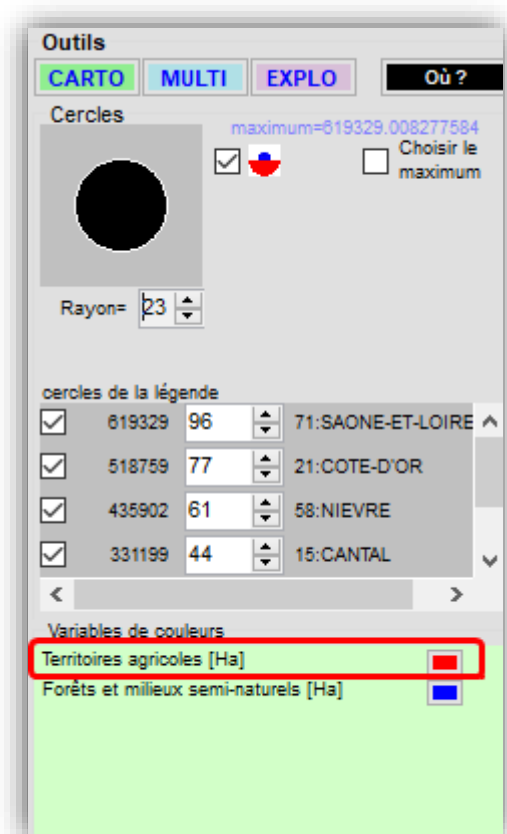 Outils
CARTO MULTI EXPLO Où ?
Cercles
maximum=619329.008277584
Choisir le
maximum
Rayon= 23
cercles de la légende
619329 96 71:SAONE-ET-LOIRE
518759 77 21:COTE-D'OR
435902 61 58:NIEVRE
331199 44 15:CANTAL
Variables de couleurs
Territoires agricoles [Ha]
Forêts et milieux semi-naturels [Ha]